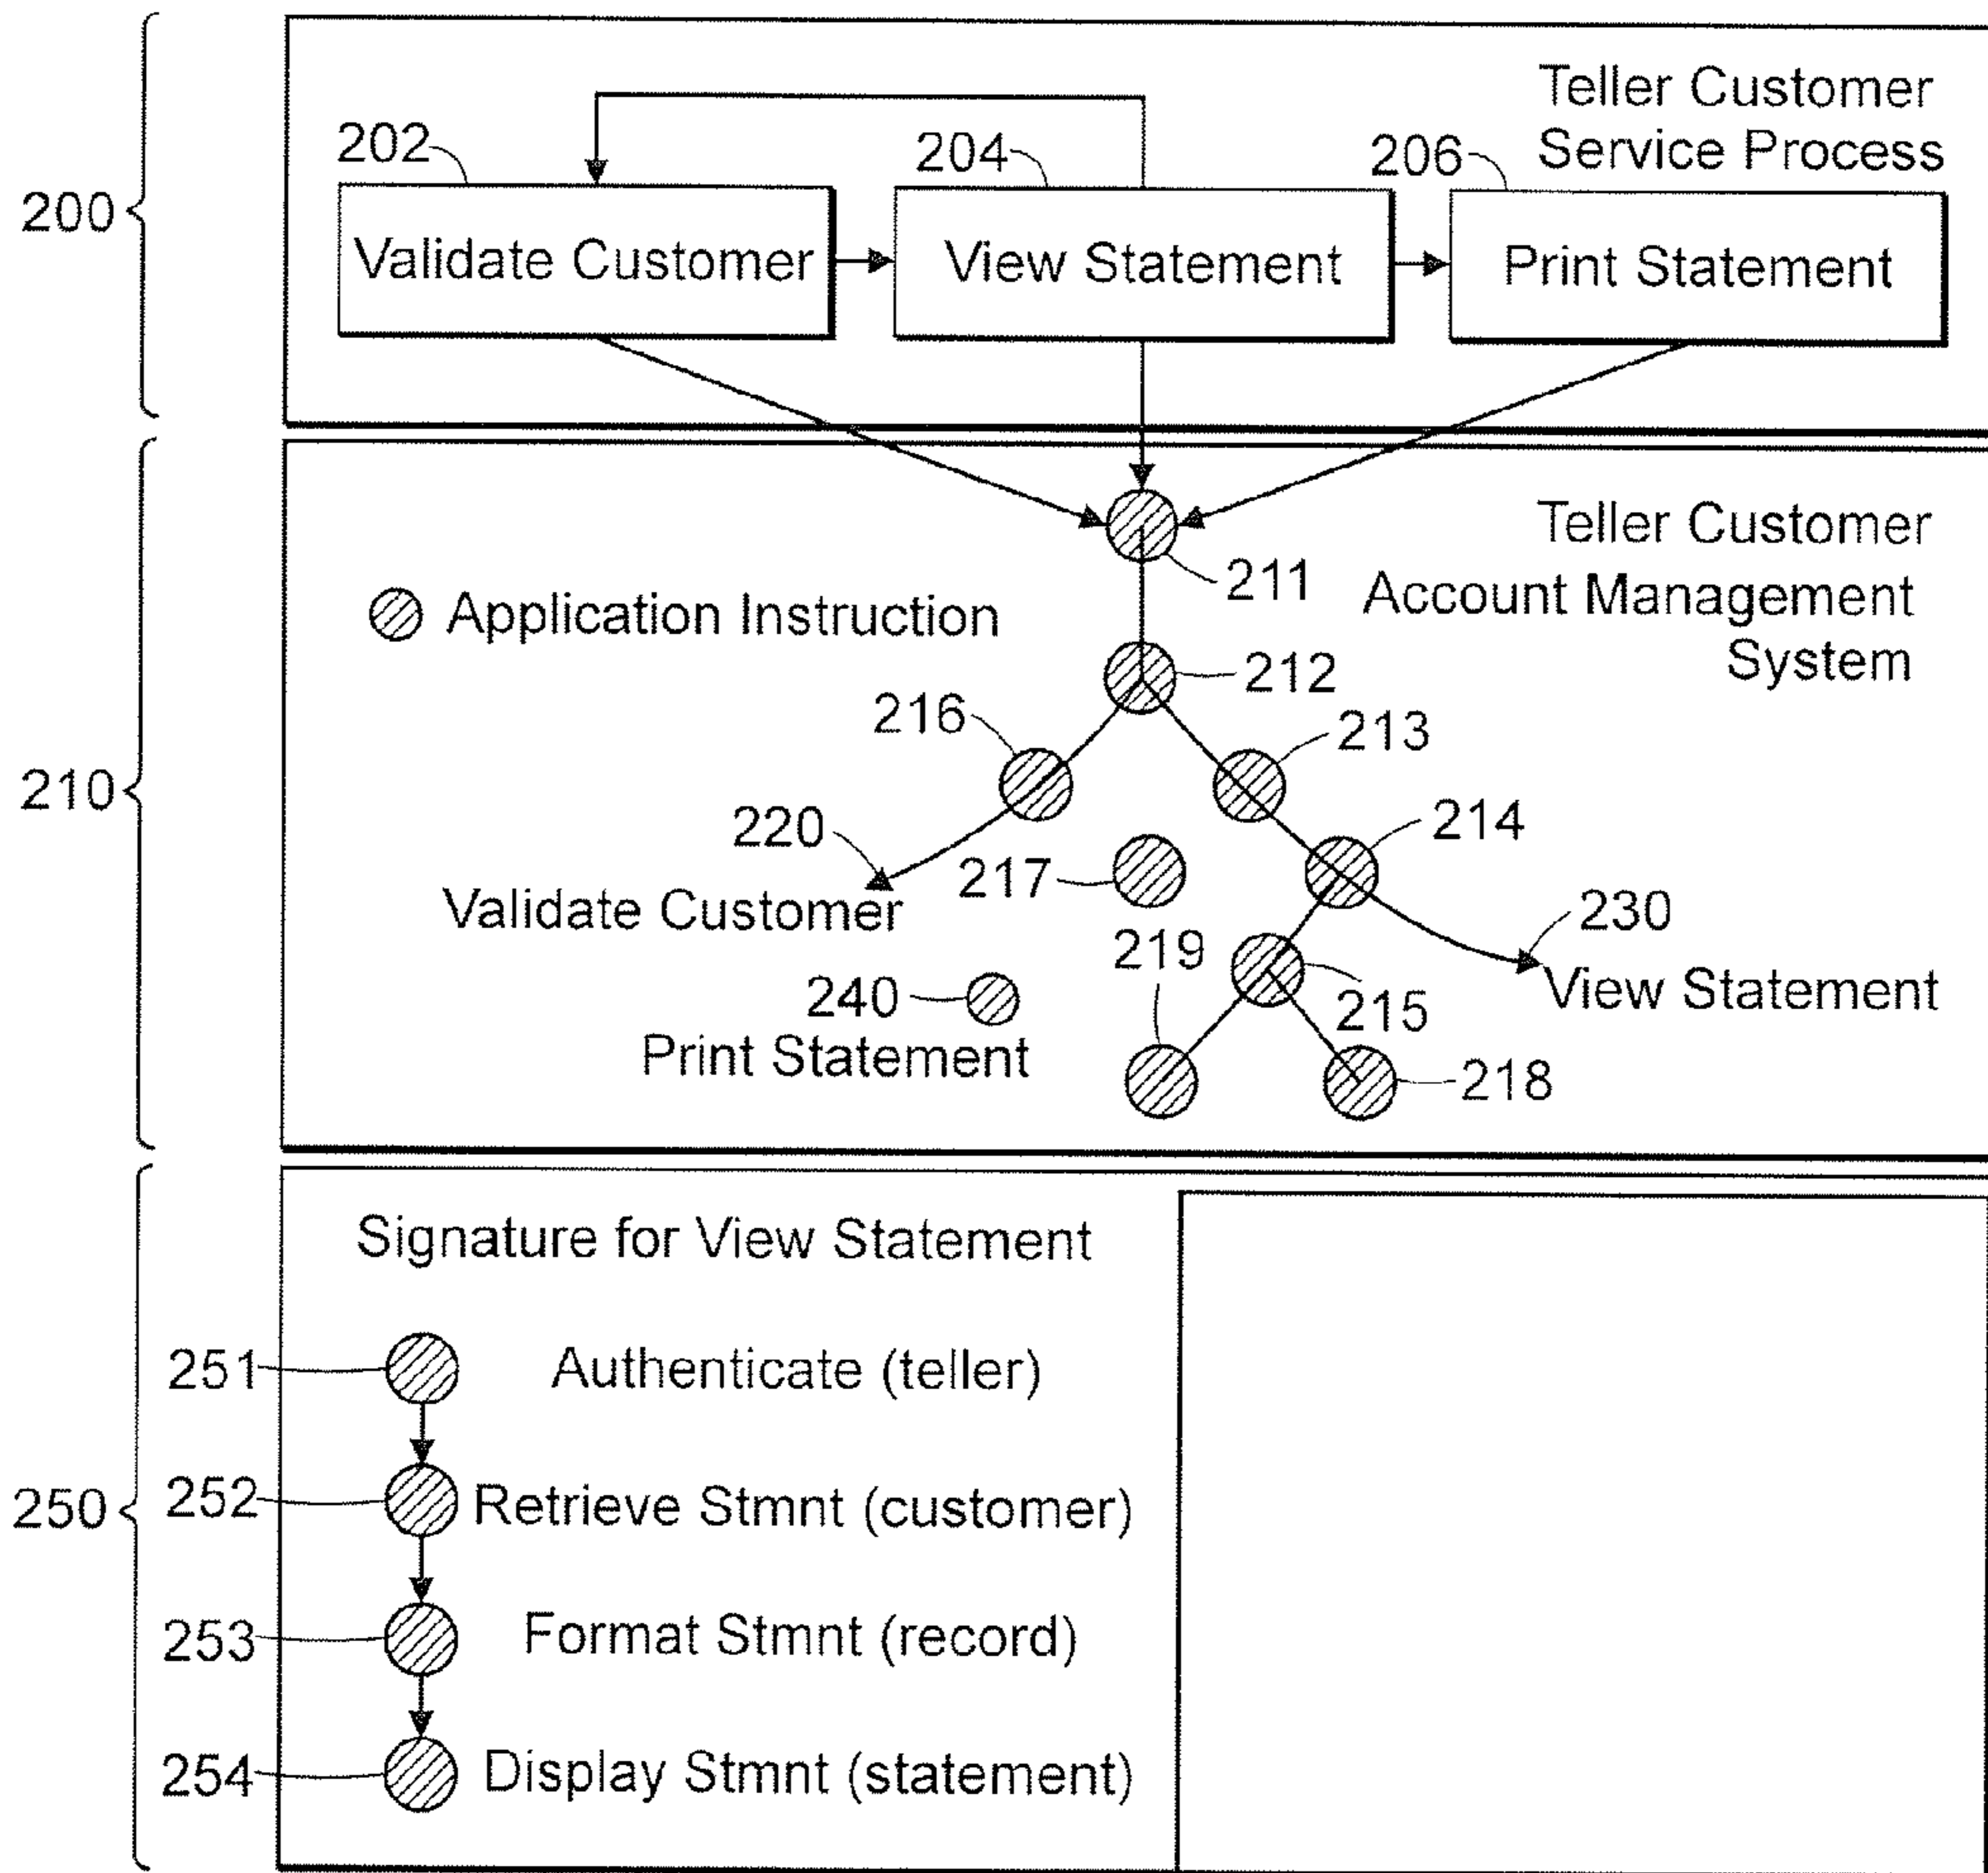 Teller Customer
Service Process
202
204
206
200
Validate Customer
View Statement
Print Statement
Teller Customer
Account Management
System
211
Application Instruction
212
216
213
210
220
217
214
Validate Customer
230
219
View Statement
240
215
Print Statement
218
Signature for View Statement
251
Authenticate (teller)
250
252
Retrieve Stmnt (customer)
253
Format Stmnt (record)
254
Display Stmnt (statement)